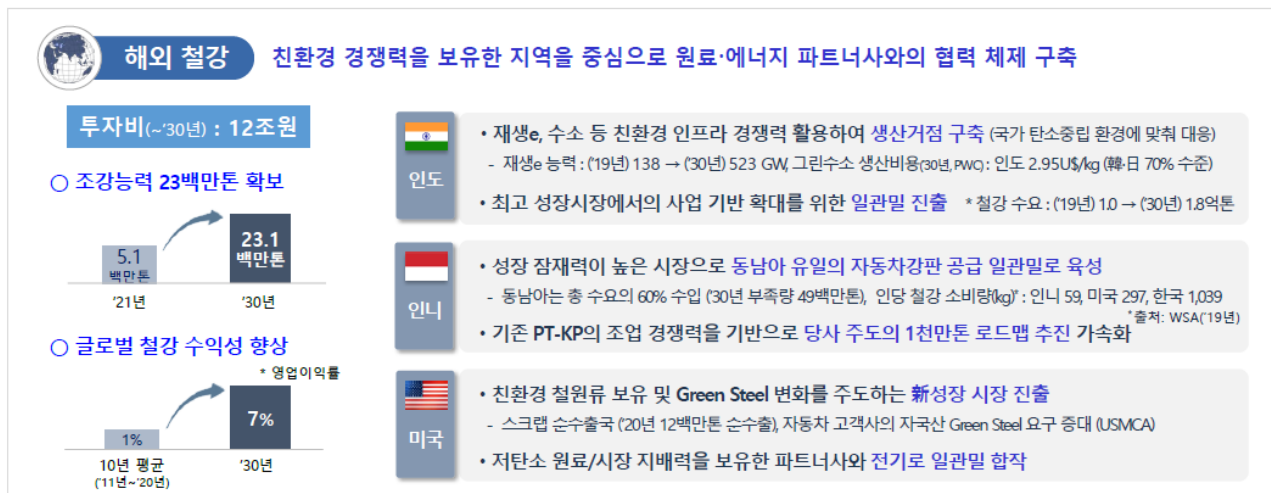 해외 철강
친환경 경쟁력을 보유한 지역을 중심으로 원료·에너지 파트너사와의 협력 체제 구축
투자비(~'30년) : 12조원
○ 조강능력 23백만톤 확보
5.1
백만톤
23.1
백만톤
'21년
'30년
○ 글로벌 철강 수익성 향상
* 영업이익률
1%
7%
10년 평균
('11년~'20년)
'30년
인도
• 재생e, 수소 등 친환경 인프라 경쟁력 활용하여 생산거점 구축 (국가 탄소중립 환경에 맞춰 대응)
- 재생e 능력 : ('19년) 138 → ('30년) 523 GW, 그린수소 생산비용(30년, PWC) : 인도 2.95U$/kg (韓·日 70% 수준)
• 최고 성장시장에서의 사업 기반 확대를 위한 일관밀 진출 * 철강 수요 : ('19년) 1.0 → ('30년) 1.8억톤
인니
• 성장 잠재력이 높은 시장으로 동남아 유일의 자동차강판 공급 일관밀로 육성
- 동남아는 총 수요의 60% 수입 ('30년 부족량 49백만톤), 인당 철강 소비량(kg)* : 인니 59, 미국 297, 한국 1,039
*출처: WSA('19년)
• 기존 PT-KP의 조업 경쟁력을 기반으로 당사 주도의 1천만톤 로드맵 추진 가속화
미국
• 친환경 철원류 보유 및 Green Steel 변화를 주도하는 新성장 시장 진출
- 스크랩 순수출국 ('20년 12백만톤 순수출), 자동차 고객사의 자국산 Green Steel 요구 증대 (USMCA)
• 저탄소 원료/시장 지배력을 보유한 파트너사와 전기로 일관밀 합작